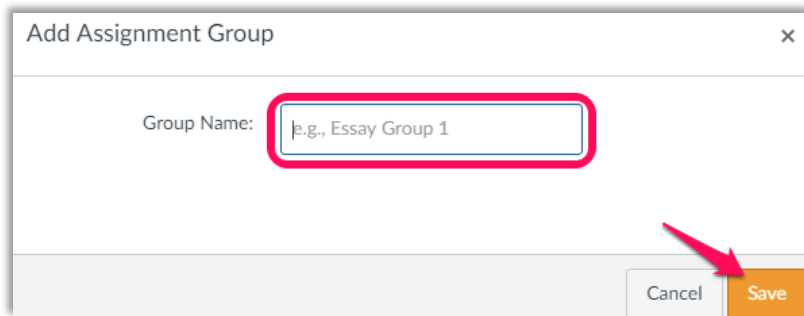 Add Assignment Group ×
Group Name: e.g., Essay Group 1
Cancel Save